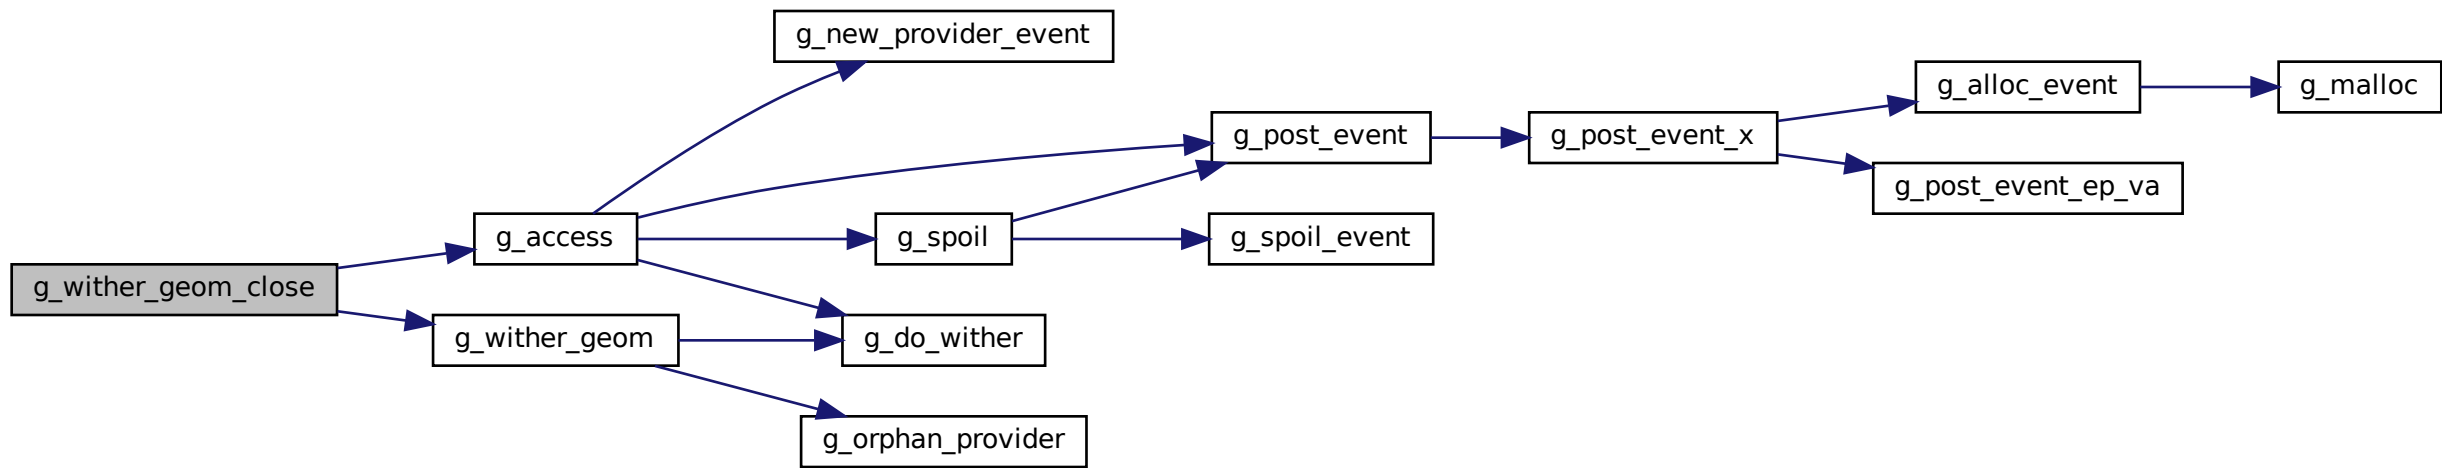 g_new_provider_event
g_alloc_event
g_malloc
g_post_event
g_post_event_x
g_post_event_ep_va
g_access
g_spoil
g_spoil_event
g_wither_geom_close
g_wither_geom
g_do_wither
g_orphan_provider